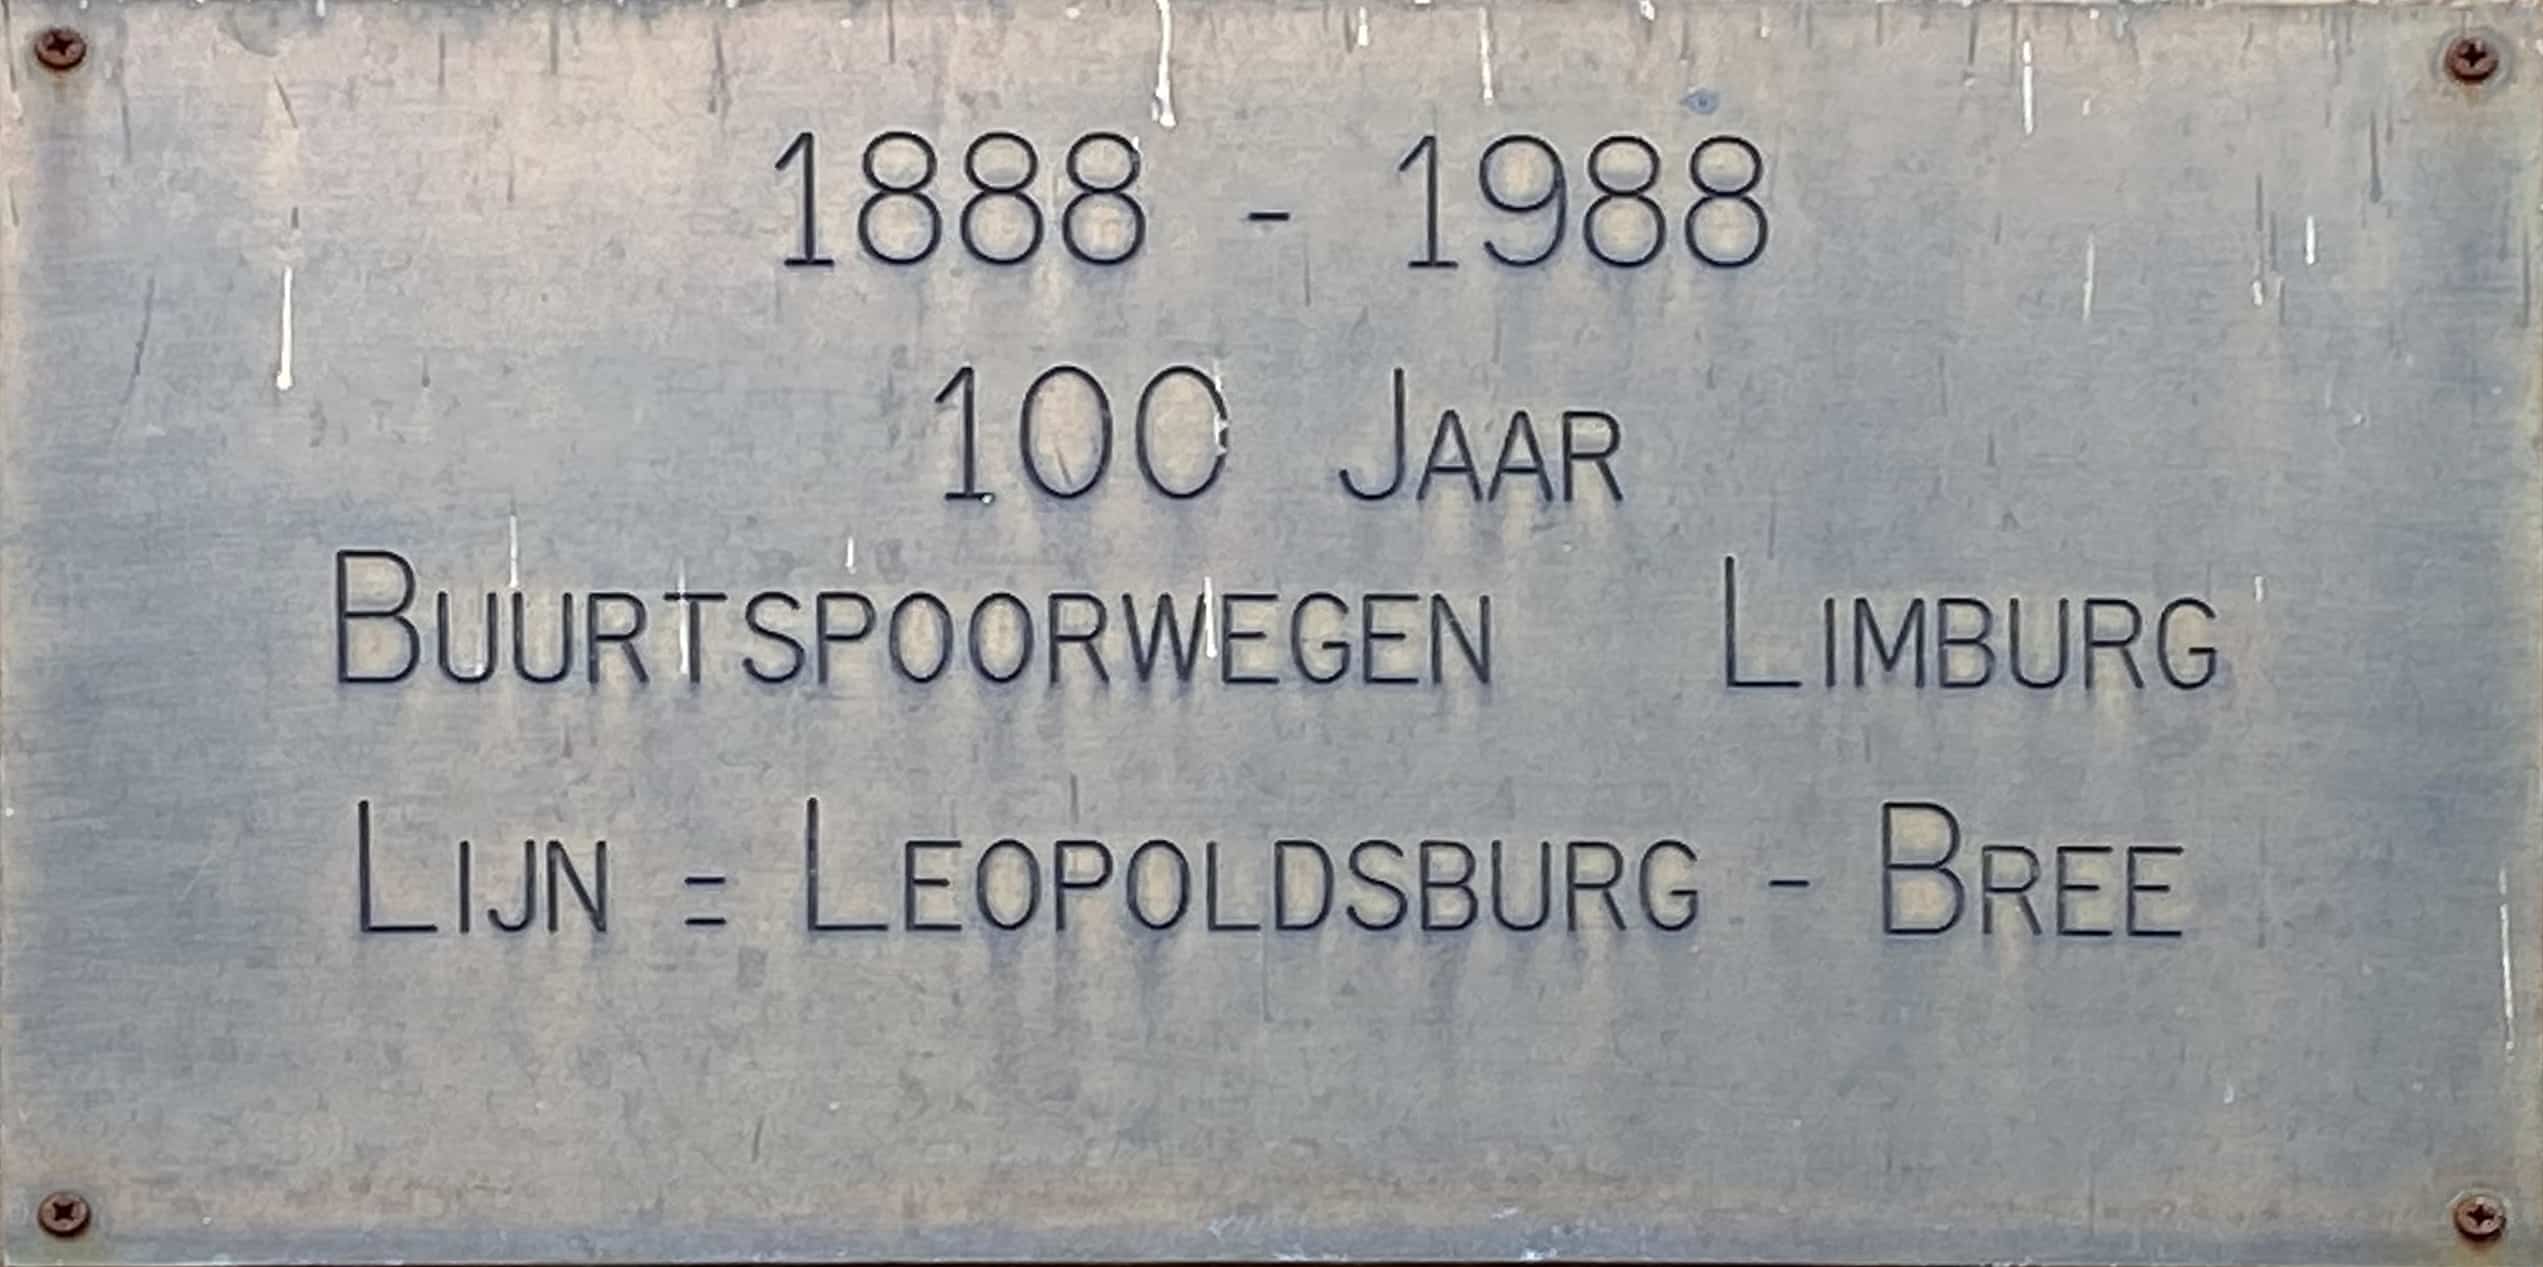 1888 - 1988
100 JAAR
BUURTSPOORWEGEN LIMBURG
LIJN = LEOPOLDSBURG - BREE